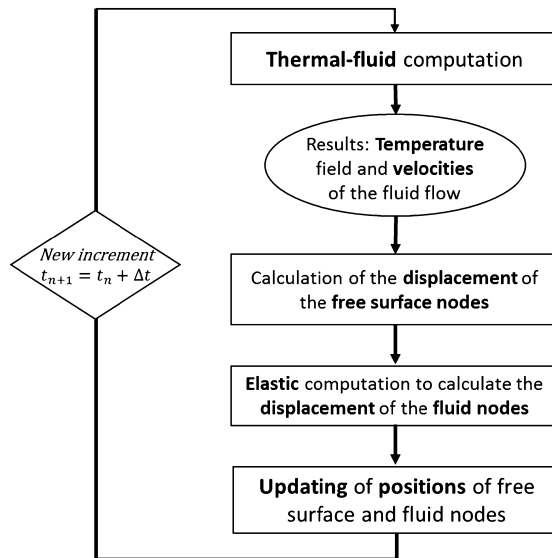 Thermal-fluid computation
Results: Temperature
field and velocities
of the fluid flow
New increment
t_{n+1} = t_n + Δt
Calculation of the displacement of
the free surface nodes
Elastic computation to calculate the
displacement of the fluid nodes
Updating of positions of free
surface and fluid nodes